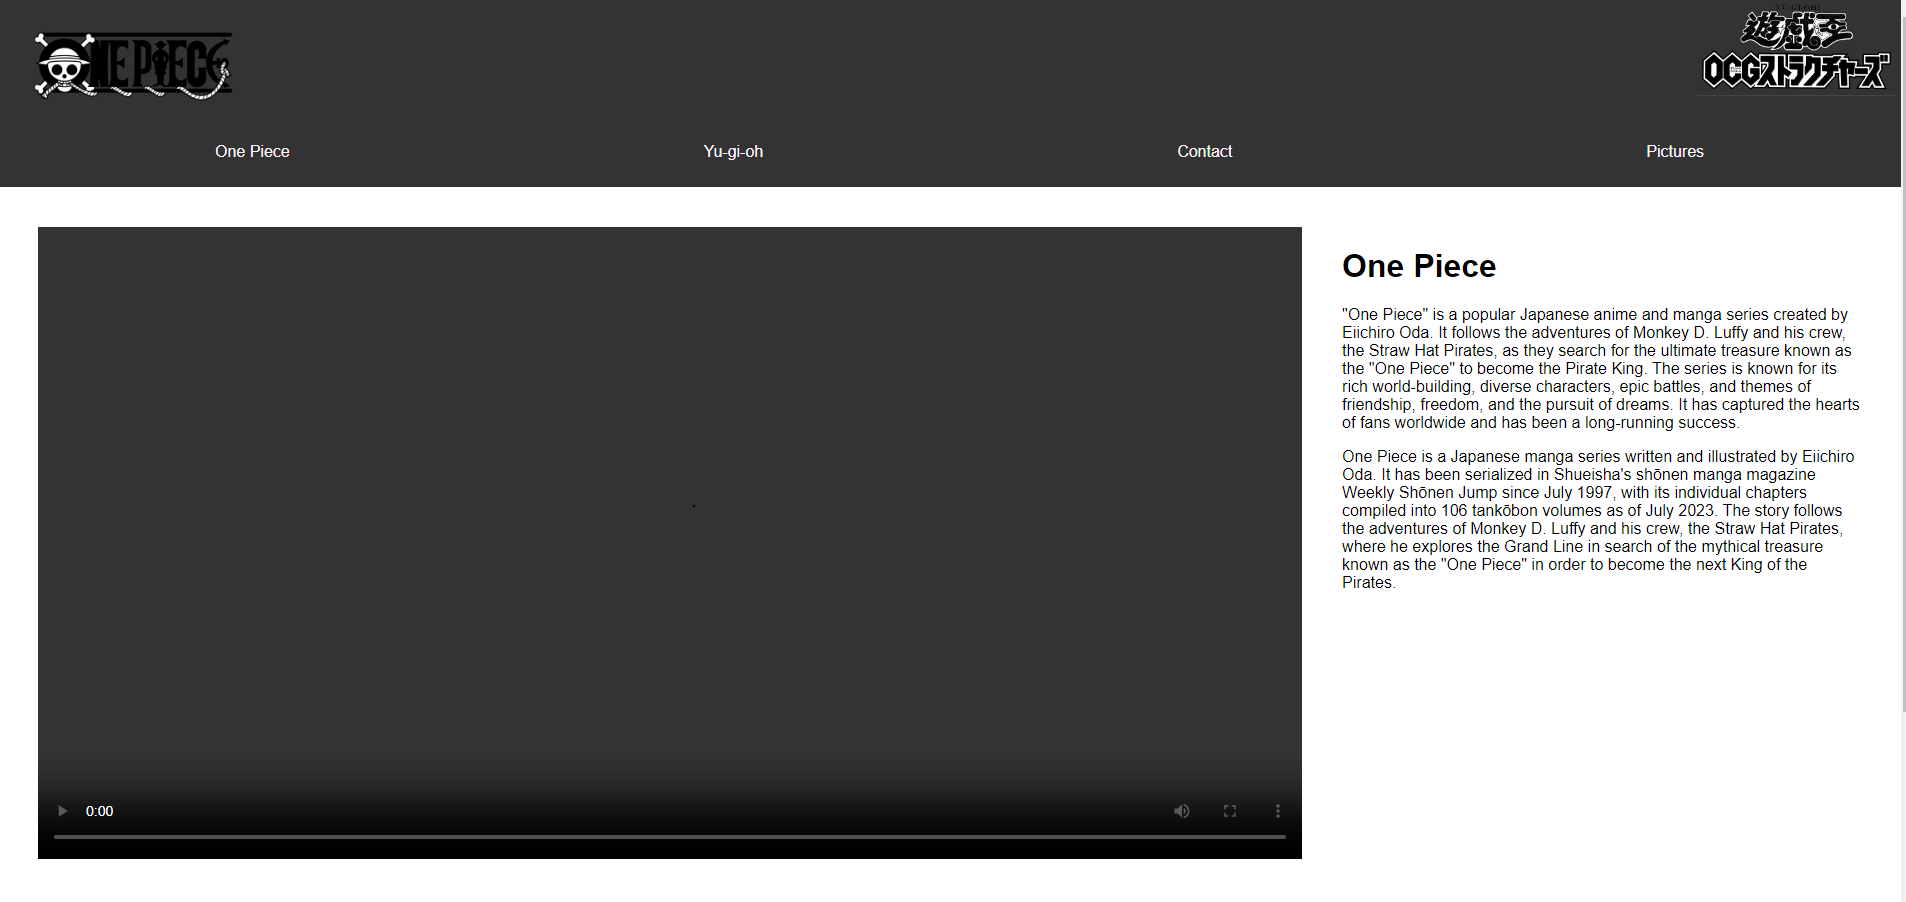 ONE PIECE
遊戯王
OCGストラクチャーズ
One Piece
Yu-gi-oh
Contact
Pictures
One Piece
"One Piece" is a popular Japanese anime and manga series created by
Eiichiro Oda. It follows the adventures of Monkey D. Luffy and his crew,
the Straw Hat Pirates, as they search for the ultimate treasure known as
the "One Piece" to become the Pirate King. The series is known for its
rich world-building, diverse characters, epic battles, and themes of
friendship, freedom, and the pursuit of dreams. It has captured the hearts
of fans worldwide and has been a long-running success.
One Piece is a Japanese manga series written and illustrated by Eiichiro
Oda. It has been serialized in Shueisha's shōnen manga magazine
Weekly Shōnen Jump since July 1997, with its individual chapters
compiled into 106 tankōbon volumes as of July 2023. The story follows
the adventures of Monkey D. Luffy and his crew, the Straw Hat Pirates,
where he explores the Grand Line in search of the mythical treasure
known as the "One Piece" in order to become the next King of the
Pirates.
0:00